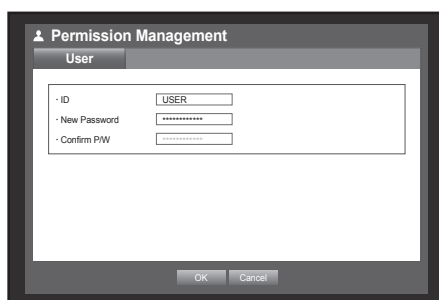 Permission Management
User
· ID USER
· New Password ************
· Confirm P/W ************
OK Cancel